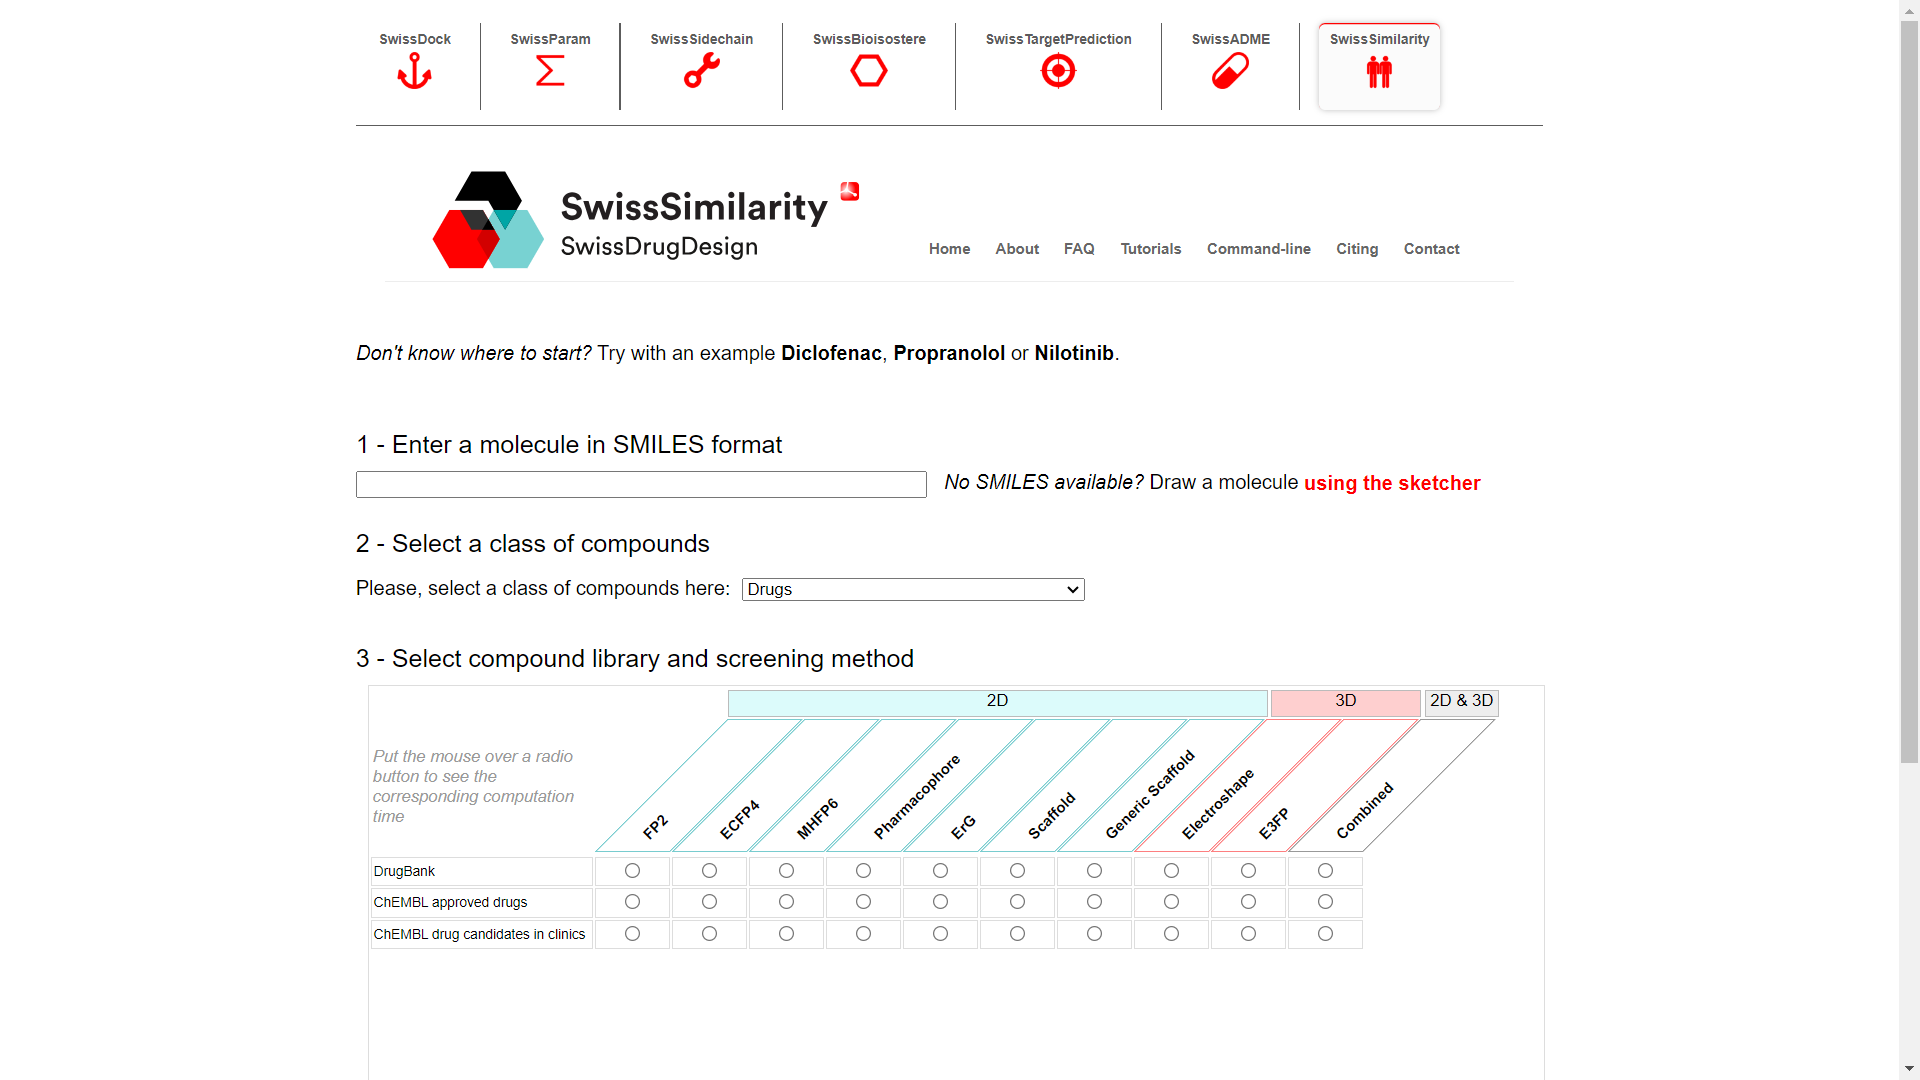 SwissDock
SwissParam
SwissSidechain
SwissBioisostere
SwissTargetPrediction
SwissADME
SwissSimilarity
SwissSimilarity
SwissDrugDesign
Home
About
FAQ
Tutorials
Command-line
Citing
Contact
Don't know where to start? Try with an example Diclofenac, Propranolol or Nilotinib.
1 - Enter a molecule in SMILES format
No SMILES available? Draw a molecule using the sketcher
2 - Select a class of compounds
Please, select a class of compounds here: Drugs
3 - Select compound library and screening method
2D
3D
2D & 3D
Put the mouse over a radio
button to see the
corresponding computation
time
FP2
ECFP4
MHFP6
Pharmacophore
ErG
Scaffold
Generic Scaffold
Electroshape
E3FP
Combined
DrugBank
ChEMBL approved drugs
ChEMBL drug candidates in clinics